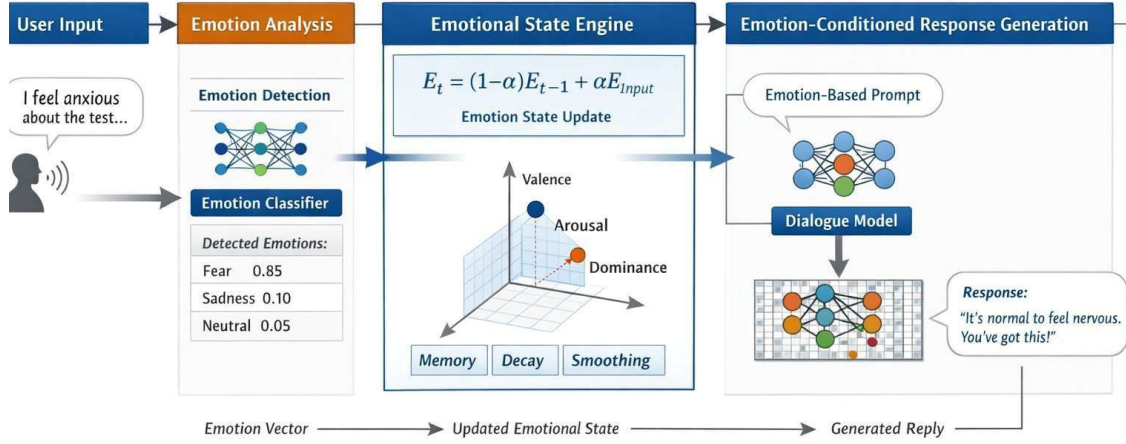 User Input
Emotion Analysis
Emotional State Engine
Emotion-Conditioned Response Generation
I feel anxious
about the test...
Emotion Detection
Emotion Classifier
Detected Emotions:
Fear 0.85
Sadness 0.10
Neutral 0.05
E_t = (1-α)E_{t-1} + αE_{Input}
Emotion State Update
Valence
Arousal
Dominance
Memory
Decay
Smoothing
Emotion-Based Prompt
Dialogue Model
Response:
"It's normal to feel nervous.
You've got this!"
Emotion Vector
Updated Emotional State
Generated Reply